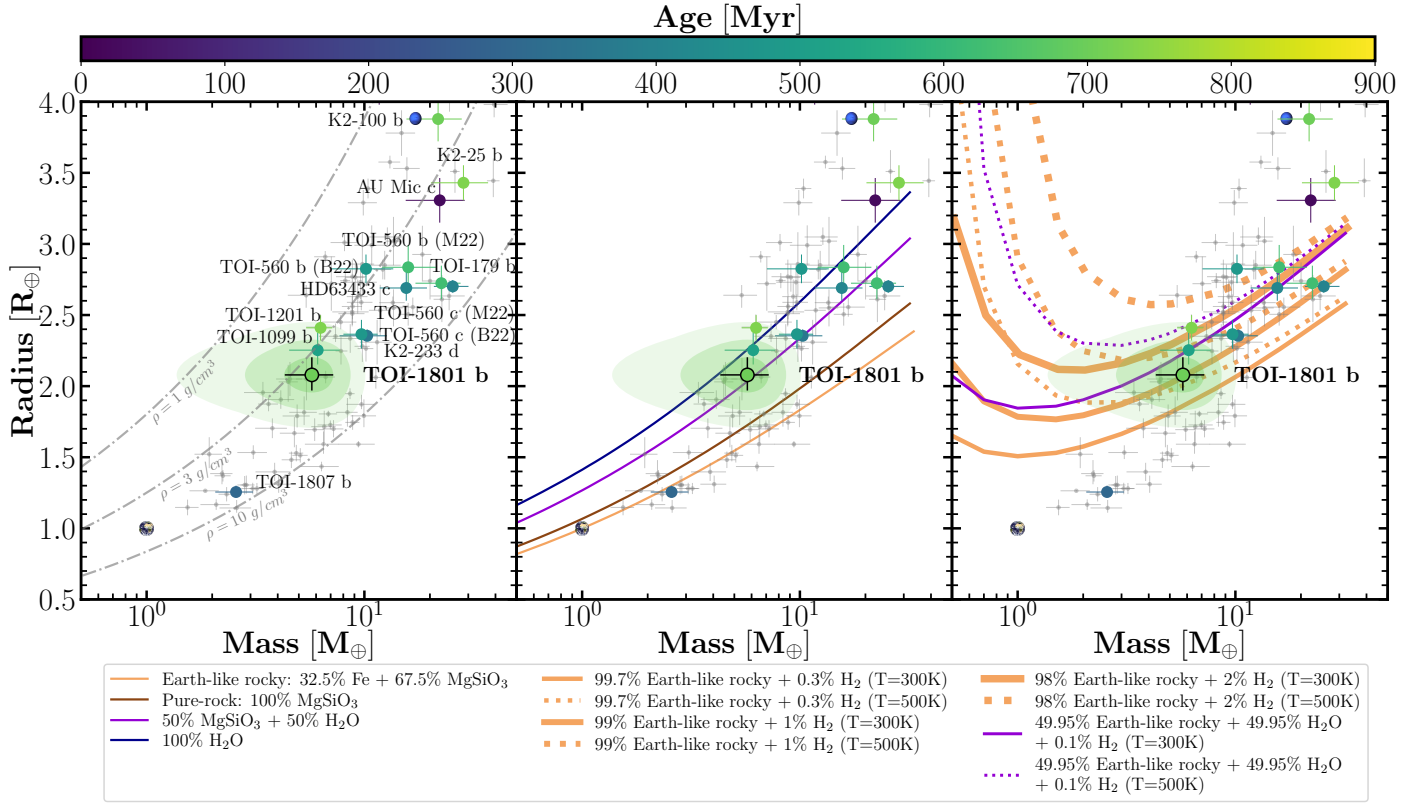 Age [Myr]
0 100 200 300 400 500 600 700 800 900
Radius [R⊕]
4.0
3.5
3.0
2.5
2.0
1.5
1.0
0.5
K2-100 b
K2-25 b
AU Mic c
TOI-560 b (M22)
TOI-560 b (B22)
TOI-179 b
HD63433 c
TOI-560 c (M22)
TOI-1201 b
TOI-1099 b
TOI-560 c (B22)
K2-233 d
TOI-1801 b
TOI-1807 b
ρ = 1 g/cm³
ρ = 3 g/cm³
ρ = 10 g/cm³
TOI-1801 b
TOI-1801 b
10⁰ 10¹ 10⁰ 10¹ 10⁰ 10¹
Mass [M⊕] Mass [M⊕] Mass [M⊕]
Earth-like rocky: 32.5% Fe + 67.5% MgSiO₃
Pure-rock: 100% MgSiO₃
50% MgSiO₃ + 50% H₂O
100% H₂O
99.7% Earth-like rocky + 0.3% H₂ (T=300K)
99.7% Earth-like rocky + 0.3% H₂ (T=500K)
99% Earth-like rocky + 1% H₂ (T=300K)
99% Earth-like rocky + 1% H₂ (T=500K)
98% Earth-like rocky + 2% H₂ (T=300K)
98% Earth-like rocky + 2% H₂ (T=500K)
49.95% Earth-like rocky + 49.95% H₂O
+ 0.1% H₂ (T=300K)
49.95% Earth-like rocky + 49.95% H₂O
+ 0.1% H₂ (T=500K)